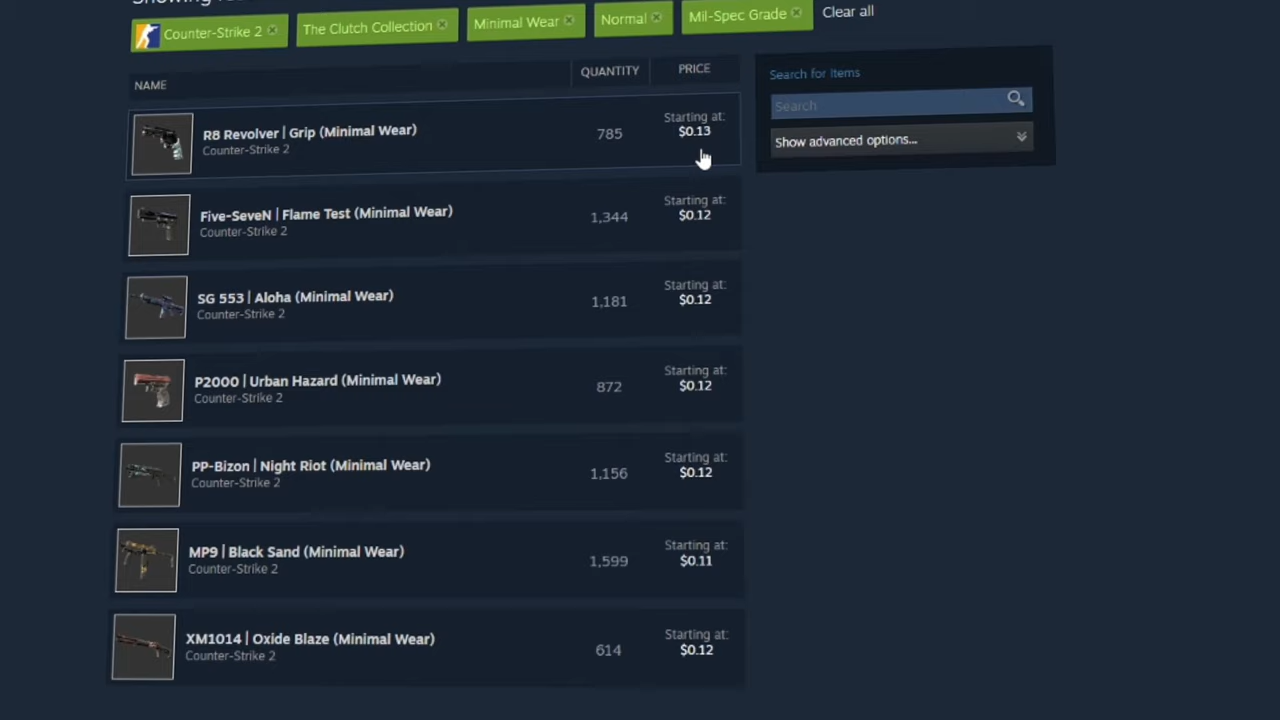 Counter-Strike 2
The Clutch Collection
Minimal Wear
Normal
Mil-Spec Grade
Clear all
NAME
QUANTITY
PRICE
R8 Revolver | Grip (Minimal Wear)
Counter-Strike 2
785
Starting at:
$0.13
Five-SeveN | Flame Test (Minimal Wear)
Counter-Strike 2
1,344
Starting at:
$0.12
SG 553 | Aloha (Minimal Wear)
Counter-Strike 2
1,181
Starting at:
$0.12
P2000 | Urban Hazard (Minimal Wear)
Counter-Strike 2
872
Starting at:
$0.12
PP-Bizon | Night Riot (Minimal Wear)
Counter-Strike 2
1,156
Starting at:
$0.12
MP9 | Black Sand (Minimal Wear)
Counter-Strike 2
1,599
Starting at:
$0.11
XM1014 | Oxide Blaze (Minimal Wear)
Counter-Strike 2
614
Starting at:
$0.12
Search for Items
Search
Show advanced options...